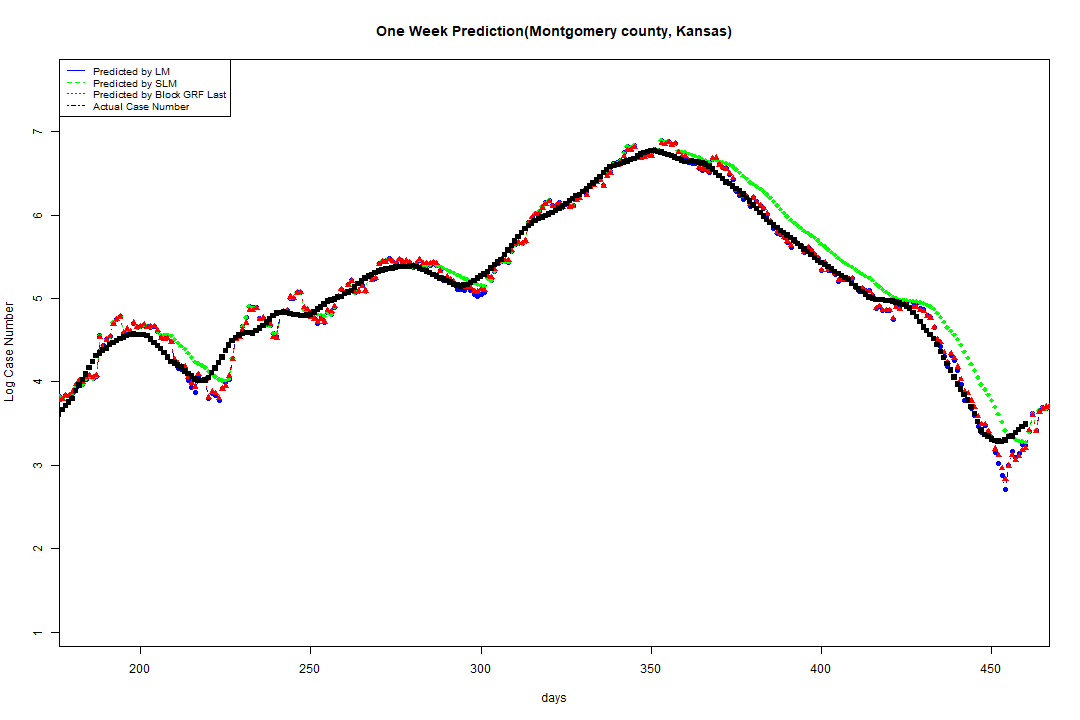 One Week Prediction(Montgomery county, Kansas)
Predicted by LM
Predicted by SLM
Predicted by Block GRF Last
Actual Case Number
7
6
5
4
3
2
1
Log Case Number
200 250 300 350 400 450
days